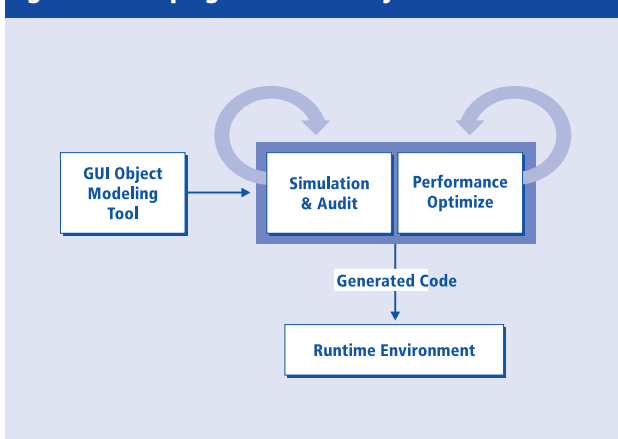 GUI Object
Modeling
Tool
Simulation
& Audit
Performance
Optimize
Generated Code
Runtime Environment